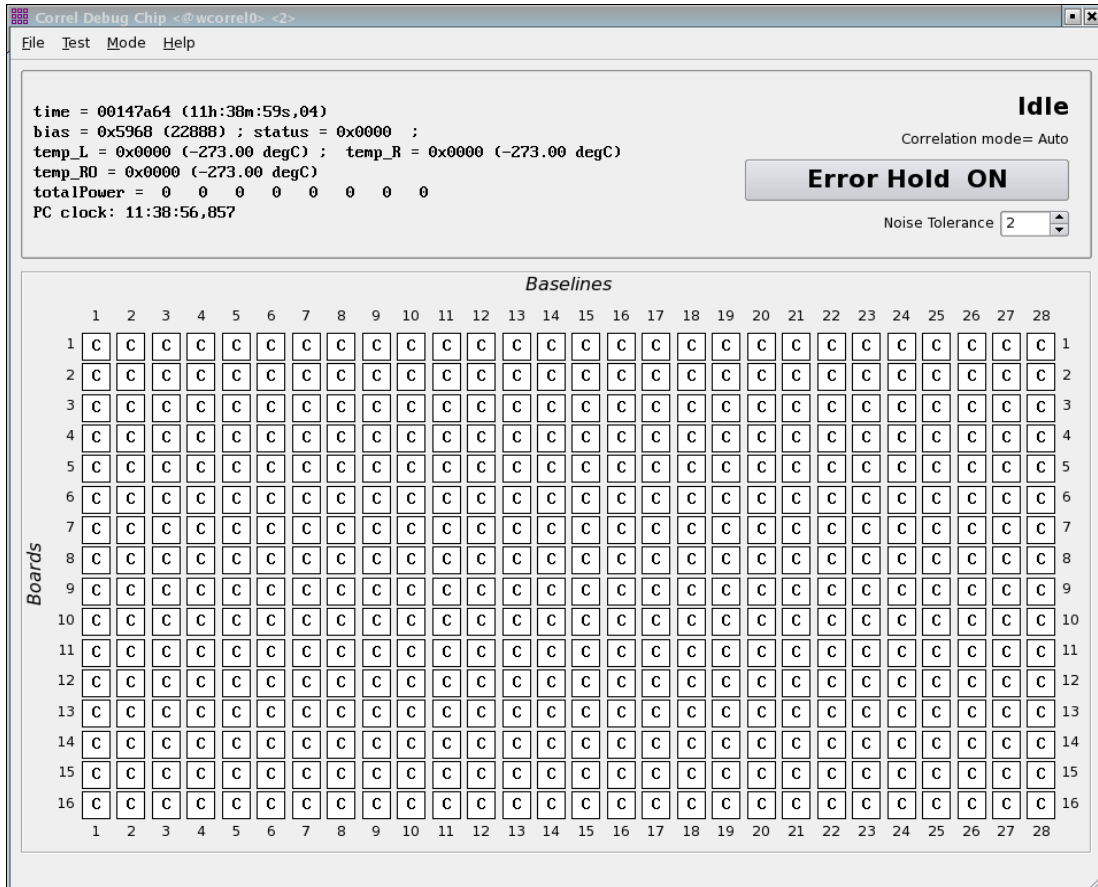 Correl Debug Chip <@wcorrel0> <2>
File Test Mode Help
time = 00147a64 (11h:38m:59s,04)
bias = 0x5968 (22888) ; status = 0x0000 ;
temp_L = 0x0000 (-273.00 degC) ; temp_R = 0x0000 (-273.00 degC)
temp_RO = 0x0000 (-273.00 degC)
totalPower = 0 0 0 0 0 0 0 0
PC clock: 11:38:56,857
Idle
Correlation mode= Auto
Error Hold ON
Noise Tolerance 2
Baselines
1 2 3 4 5 6 7 8 9 10 11 12 13 14 15 16 17 18 19 20 21 22 23 24 25 26 27 28
Boards
1 C C C C C C C C C C C C C C C C C C C C C C C C C C C C 1
2 C C C C C C C C C C C C C C C C C C C C C C C C C C C C 2
3 C C C C C C C C C C C C C C C C C C C C C C C C C C C C 3
4 C C C C C C C C C C C C C C C C C C C C C C C C C C C C 4
5 C C C C C C C C C C C C C C C C C C C C C C C C C C C C 5
6 C C C C C C C C C C C C C C C C C C C C C C C C C C C C 6
7 C C C C C C C C C C C C C C C C C C C C C C C C C C C C 7
8 C C C C C C C C C C C C C C C C C C C C C C C C C C C C 8
9 C C C C C C C C C C C C C C C C C C C C C C C C C C C C 9
10 C C C C C C C C C C C C C C C C C C C C C C C C C C C C 10
11 C C C C C C C C C C C C C C C C C C C C C C C C C C C C 11
12 C C C C C C C C C C C C C C C C C C C C C C C C C C C C 12
13 C C C C C C C C C C C C C C C C C C C C C C C C C C C C 13
14 C C C C C C C C C C C C C C C C C C C C C C C C C C C C 14
15 C C C C C C C C C C C C C C C C C C C C C C C C C C C C 15
16 C C C C C C C C C C C C C C C C C C C C C C C C C C C C 16
1 2 3 4 5 6 7 8 9 10 11 12 13 14 15 16 17 18 19 20 21 22 23 24 25 26 27 28